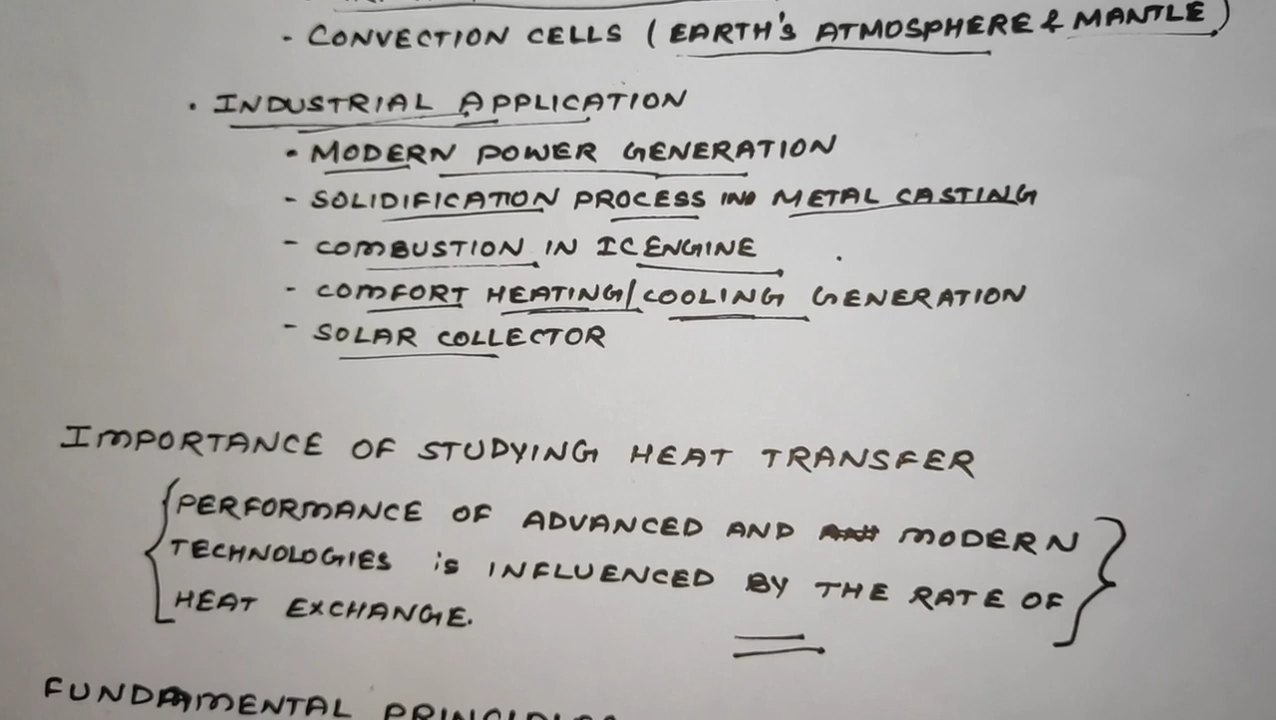 - CONVECTION CELLS (EARTH'S ATMOSPHERE & MANTLE)
• INDUSTRIAL APPLICATION
• MODERN POWER GENERATION
- SOLIDIFICATION PROCESS IN METAL CASTING
- COMBUSTION IN IC ENGINE
- COMFORT HEATING/COOLING GENERATION
- SOLAR COLLECTOR
IMPORTANCE OF STUDYING HEAT TRANSFER
PERFORMANCE OF ADVANCED AND MODERN
TECHNOLOGIES is INFLUENCED BY THE RATE OF
HEAT EXCHANGE.
FUNDAMENTAL PRINCIPLES